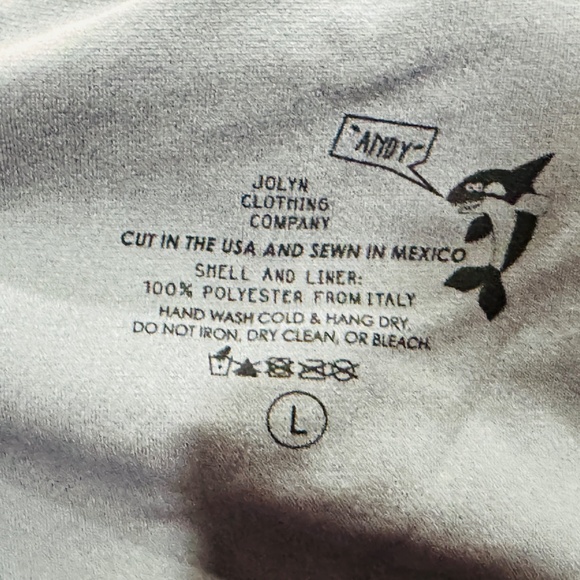 "ANDY"
JOLYN
CLOTHING
COMPANY
CUT IN THE USA AND SEWN IN MEXICO
SHELL AND LINER:
100% POLYESTER FROM ITALY
HAND WASH COLD & HANG DRY,
DO NOT IRON, DRY CLEAN, OR BLEACH
L